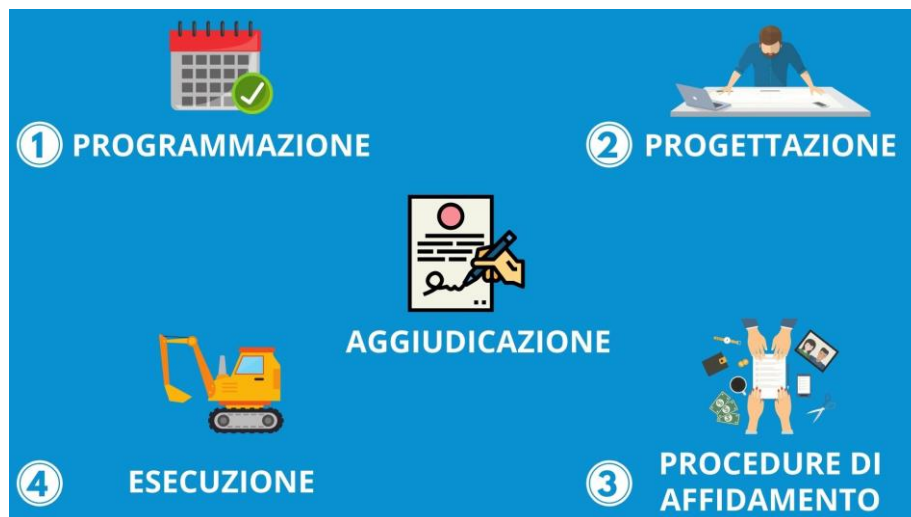 1 PROGRAMMAZIONE
2 PROGETTAZIONE
AGGIUDICAZIONE
3 PROCEDURE DI
AFFIDAMENTO
4 ESECUZIONE